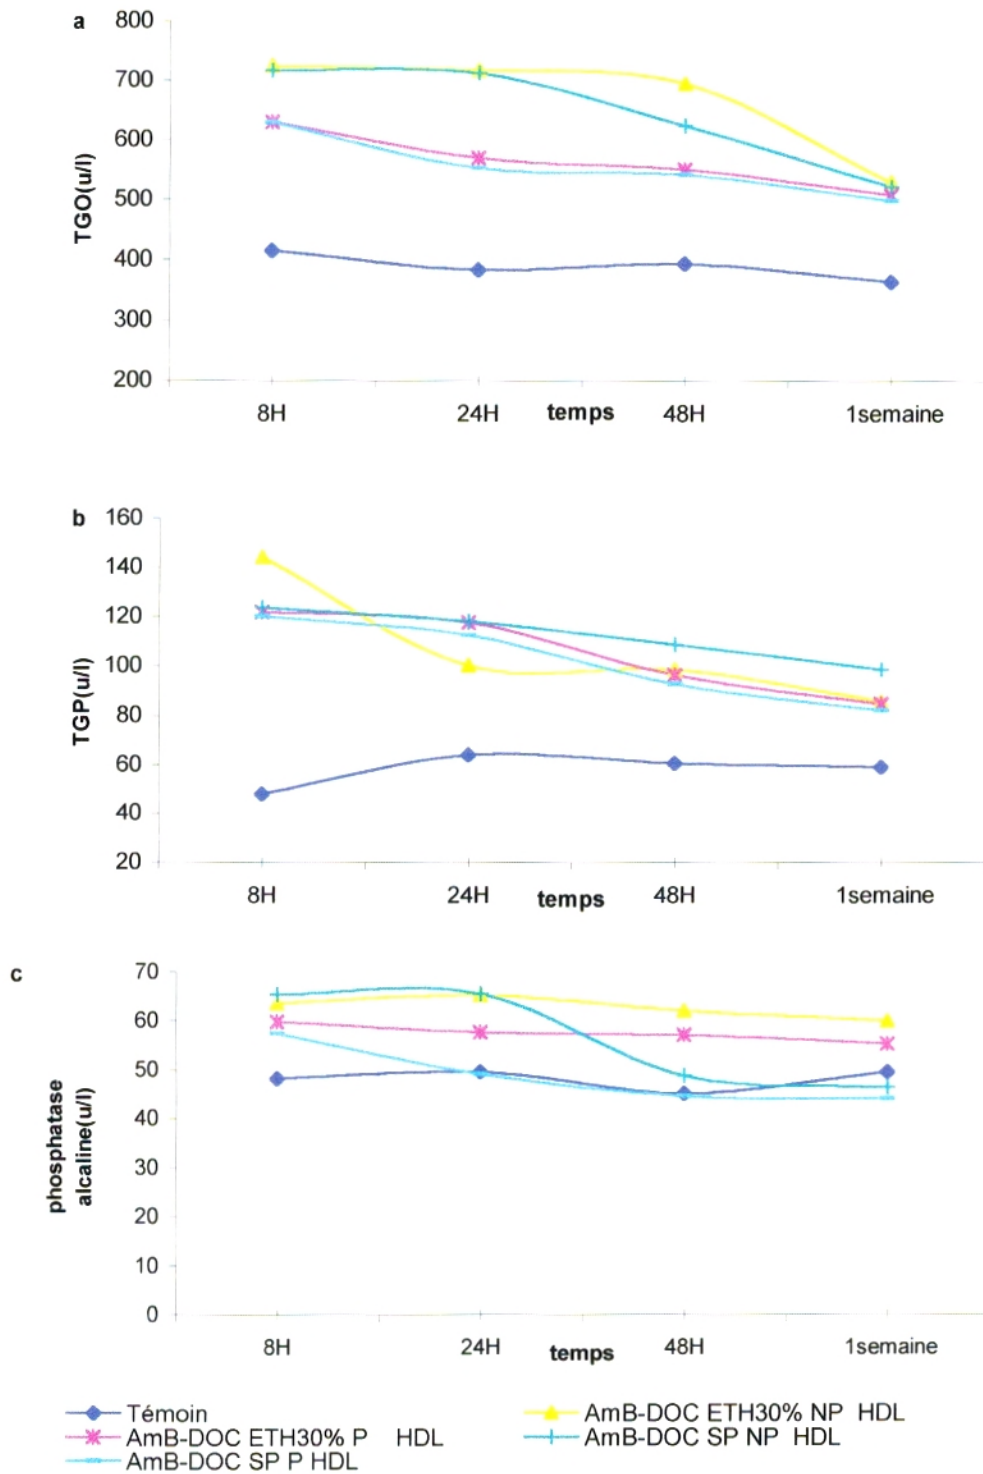 a
800
700
600
500
400
300
200
TGO(u/l)
8H 24H temps 48H 1semaine
b
160
140
120
100
80
60
40
20
TGP(u/l)
8H 24H temps 48H 1semaine
c
70
60
50
40
30
20
10
0
phosphatase
alcaline(u/l)
8H 24H temps 48H 1semaine
Témoin
AmB-DOC ETH30% NP HDL
AmB-DOC ETH30% P HDL
AmB-DOC SP NP HDL
AmB-DOC SP P HDL